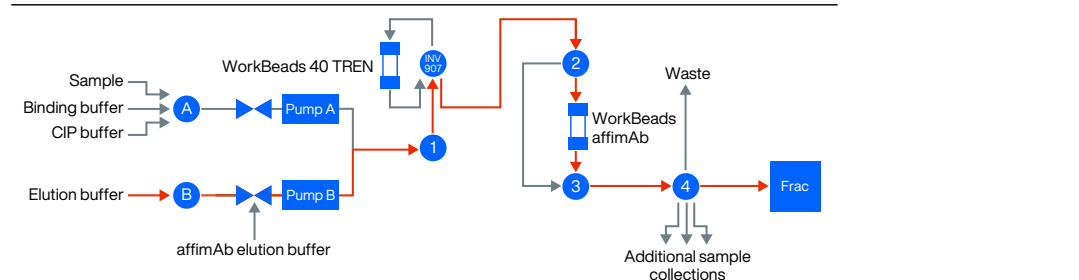 WorkBeads 40 TREN
INV
907
2
Waste
Sample
Binding buffer
CIP buffer
A
Pump A
WorkBeads
affimAb
1
Elution buffer
B
Pump B
3
4
Frac
affimAb elution buffer
Additional sample
collections